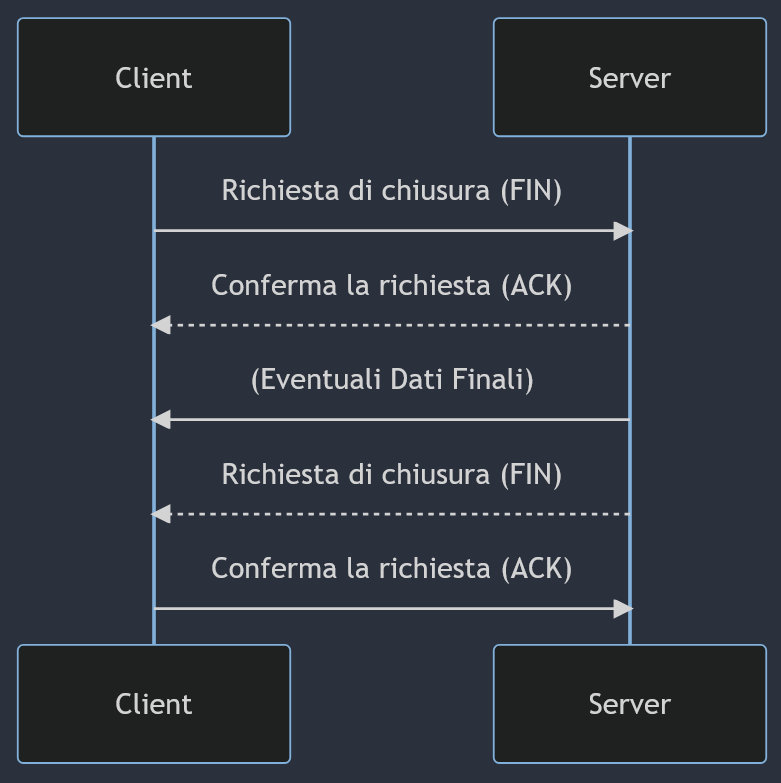 Client
Server
Richiesta di chiusura (FIN)
Conferma la richiesta (ACK)
(Eventuali Dati Finali)
Richiesta di chiusura (FIN)
Conferma la richiesta (ACK)
Client
Server